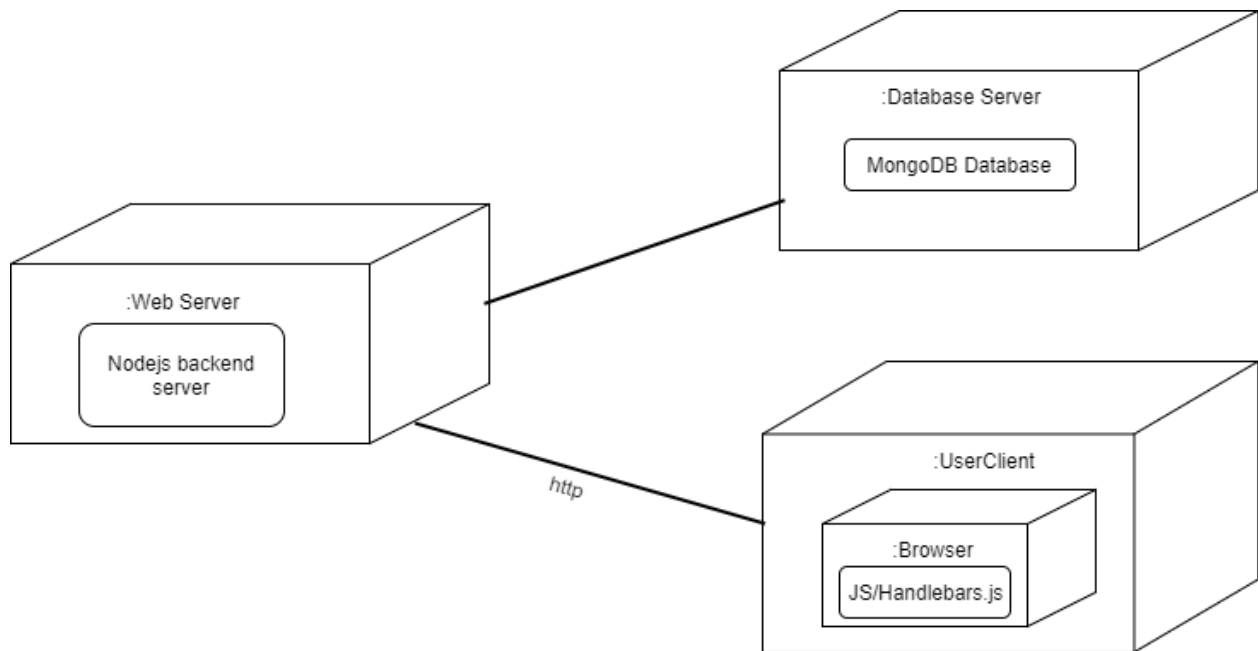 :Database Server
MongoDB Database
:Web Server
Nodejs backend
server
http
:UserClient
:Browser
JS/Handlebars.js